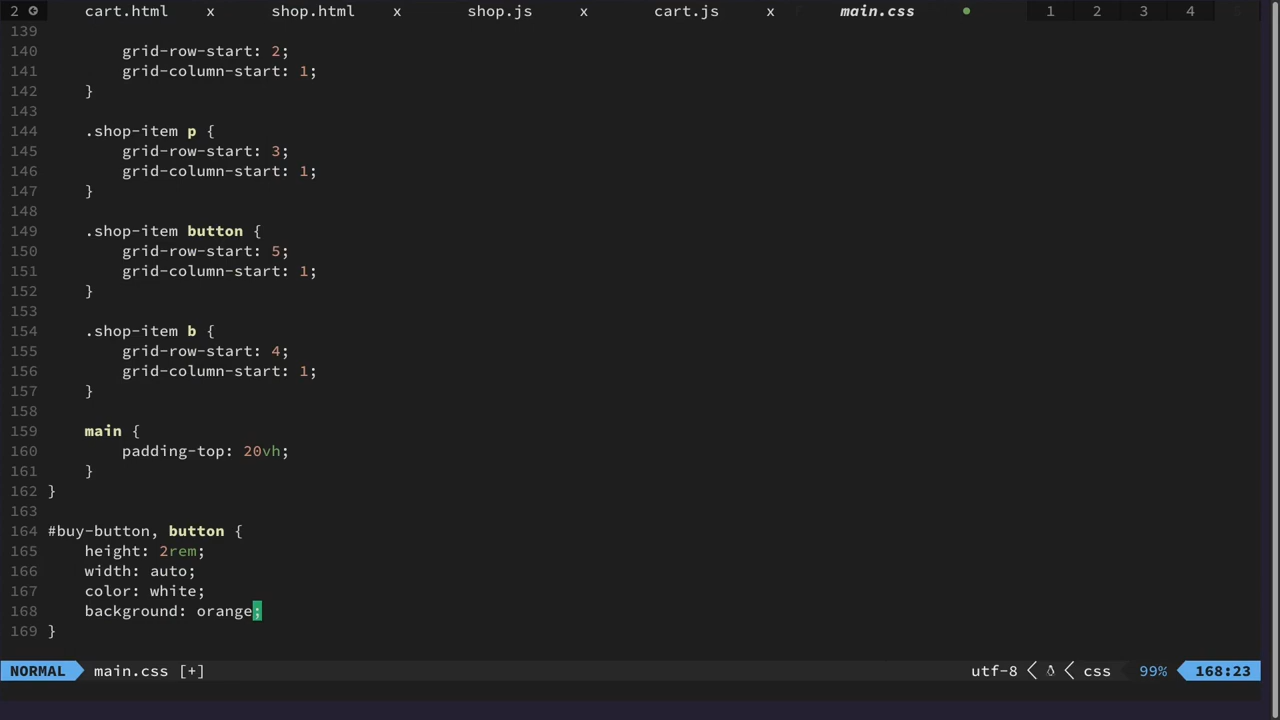 2 cart.html x shop.html x shop.js x cart.js x main.css 1 2 3 4
139
140 grid-row-start: 2;
141 grid-column-start: 1;
142 }
143
144 .shop-item p {
145 grid-row-start: 3;
146 grid-column-start: 1;
147 }
148
149 .shop-item button {
150 grid-row-start: 5;
151 grid-column-start: 1;
152 }
153
154 .shop-item b {
155 grid-row-start: 4;
156 grid-column-start: 1;
157 }
158
159 main {
160 padding-top: 20vh;
161 }
162 }
163
164 #buy-button, button {
165 height: 2rem;
166 width: auto;
167 color: white;
168 background: orange;
169 }
NORMAL main.css [+] utf-8 css 99% 168:23